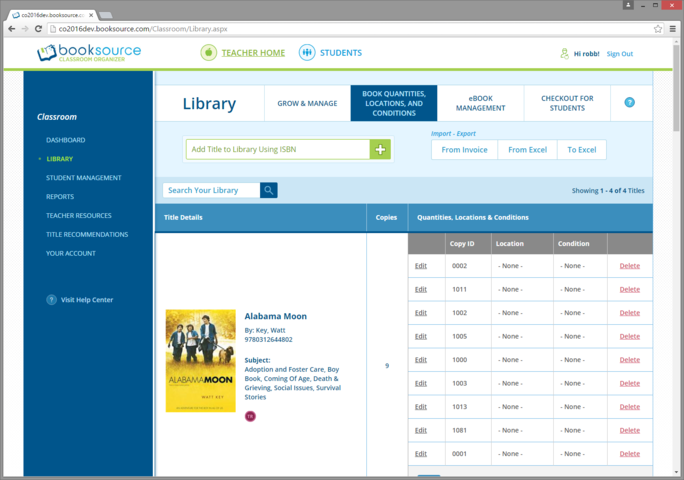 co2016dev.booksource.co
co2016dev.booksource.com/Classroom/Library.aspx
booksource
CLASSROOM ORGANIZER
TEACHER HOME
STUDENTS
Hi robb!
Sign Out
Classroom
DASHBOARD
LIBRARY
STUDENT MANAGEMENT
REPORTS
TEACHER RESOURCES
TITLE RECOMMENDATIONS
YOUR ACCOUNT
? Visit Help Center
Library
GROW & MANAGE
BOOK QUANTITIES,
LOCATIONS, AND
CONDITIONS
eBOOK
MANAGEMENT
CHECKOUT FOR
STUDENTS
?
Add Title to Library Using ISBN
Import - Export
From Invoice
From Excel
To Excel
Search Your Library
Showing 1 - 4 of 4 Titles
Title Details
Copies
Quantities, Locations & Conditions
Copy ID Location Condition
Edit 0002 - None - - None - Delete
Edit 1011 - None - - None - Delete
Edit 1002 - None - - None - Delete
Edit 1005 - None - - None - Delete
Edit 1000 - None - - None - Delete
Edit 1003 - None - - None - Delete
Edit 1013 - None - - None - Delete
Edit 1081 - None - - None - Delete
Edit 0001 - None - - None - Delete
ALABAMA MOON
WATT KEY
Alabama Moon
By: Key, Watt
9780312644802
Subject:
Adoption and Foster Care, Boy
Book, Coming Of Age, Death &
Grieving, Social Issues, Survival
Stories
9